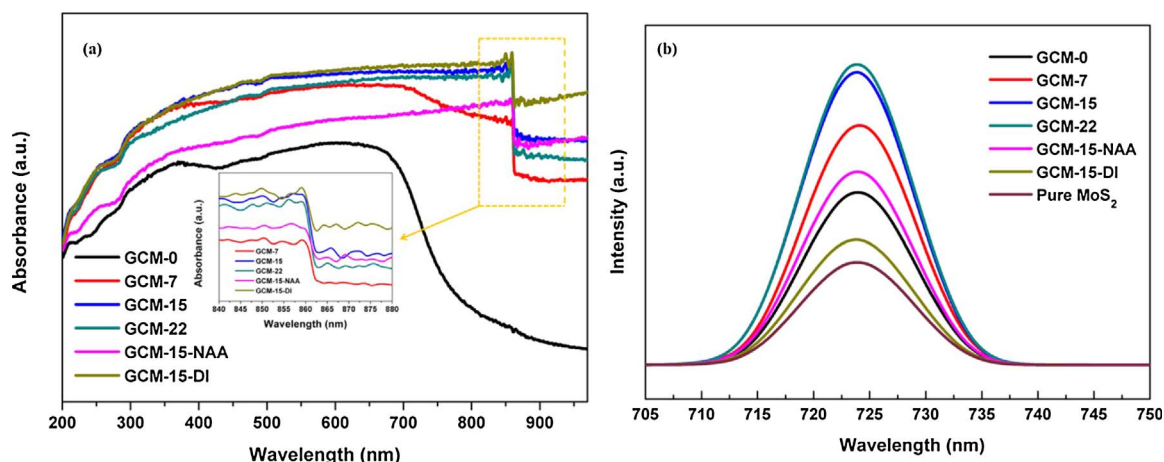 (a)
Absorbance (a.u.)
GCM-0
GCM-7
GCM-15
GCM-22
GCM-15-NAA
GCM-15-DI
200 300 400 500 600 700 800 900
Wavelength (nm)
Absorbance (a.u.)
GCM-7
GCM-15
GCM-22
GCM-15-NAA
GCM-15-DI
840 845 850 855 860 865 870 875 880
Wavelength (nm)
(b)
Intensity (a.u.)
GCM-0
GCM-7
GCM-15
GCM-22
GCM-15-NAA
GCM-15-DI
Pure MoS₂
705 710 715 720 725 730 735 740 745 750
Wavelength (nm)